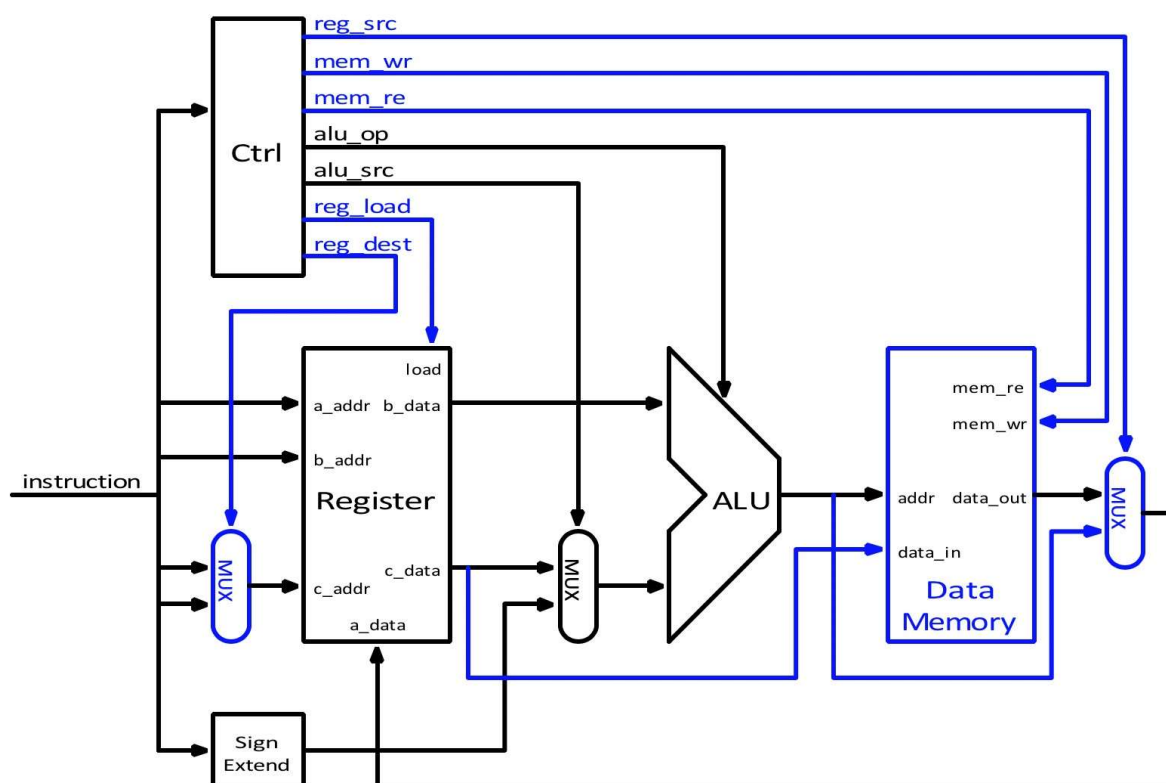 reg_src
mem_wr
mem_re
alu_op
alu_src
reg_load
reg_dest
Ctrl
load
a_addr b_data
b_addr
instruction
Register
c_data
c_addr
a_data
MUX
MUX
ALU
mem_re
mem_wr
addr data_out
data_in
Data
Memory
MUX
Sign
Extend